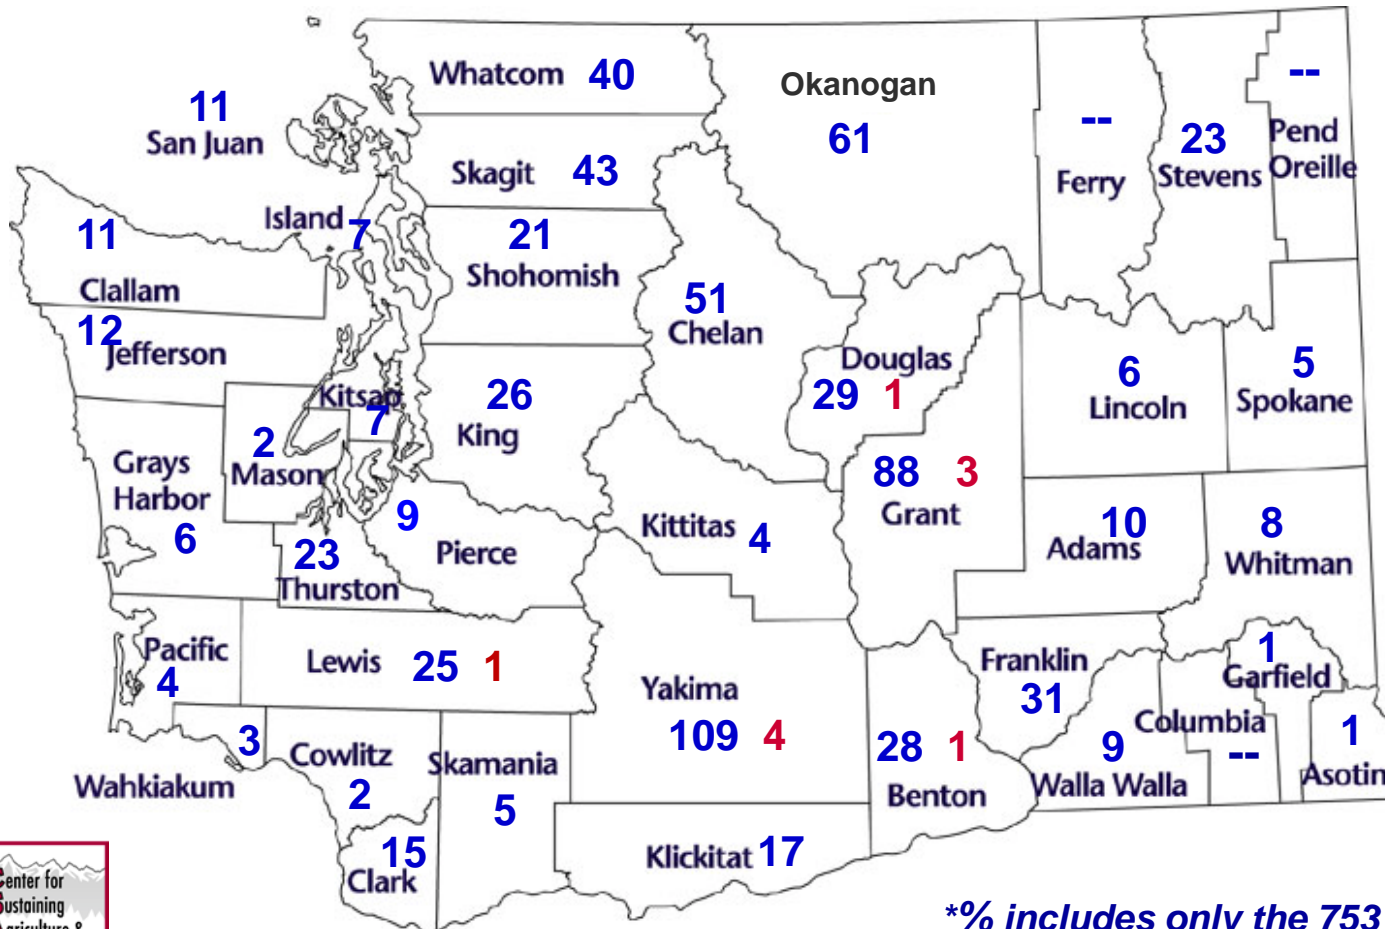 Whatcom 40
Okanogan
61
--
Ferry
23
Stevens
--
Pend
Oreille
11
San Juan
Skagit 43
Island 7
11
Clallam
21
Shohomish
51
Chelan
12
Jefferson
Douglas
29 1
6
Lincoln
5
Spokane
Kitsap
7
26
King
2
Mason
Grays
Harbor
6
88 3
Grant
9
Pierce
Kittitas 4
10
Adams
8
Whitman
23
Thurston
Pacific
4
Lewis 25 1
Yakima
109 4
Franklin
31
1
Garfield
Columbia
--
1
Asotin
3
Wahkiakum
Cowlitz
2
Skamania
5
28 1
Benton
9
Walla Walla
15
Clark
Klickitat 17
Center for
Sustaining
Agriculture &
*% includes only the 753